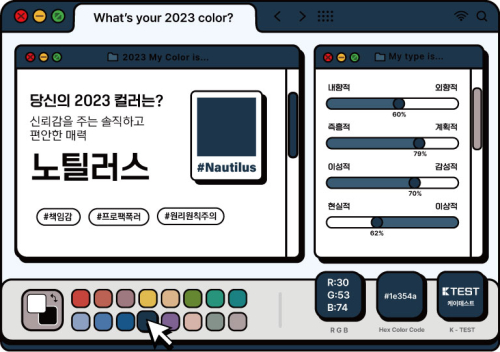 What's your 2023 color?
2023 My Color is...
당신의 2023 컬러는?
신뢰감을 주는 솔직하고
편안한 매력
노틸러스
#책임감
#프로팩폭러
#원리원칙주의
#Nautilus
My type is...
내향적
외향적
60%
즉흥적
계획적
79%
이성적
감성적
70%
현실적
이상적
62%
R:30
G:53
B:74
R G B
#1e354a
Hex Color Code
K TEST
케이테스트
K - TEST